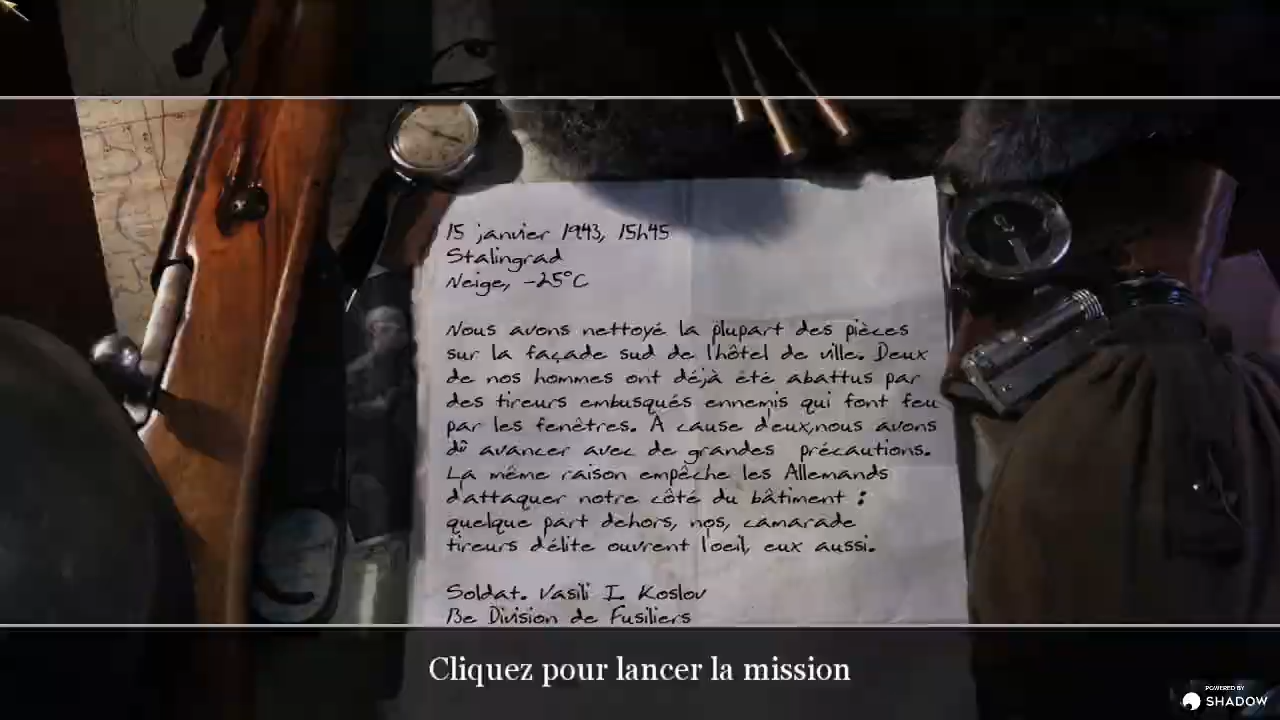 15 janvier 1943, 15h45
Stalingrad
Neige, -25°C
Nous avons nettoyé la plupart des pièces
sur la façade sud de l'hôtel de ville. Deux
de nos hommes ont déjà été abattus par
des tireurs embusqués ennemis qui font feu
par les fenêtres. A cause d'eux,nous avons
dû avancer avec de grandes précautions.
La même raison empêche les Allemands
d'attaquer notre côté du bâtiment :
quelque part dehors, nos, camarade
tireurs d'élite ouvrent l'oeil, eux aussi.
Soldat. Vasili I. Koslov
13e Division de Fusiliers
Cliquez pour lancer la mission
POWERED BY
SHADOW